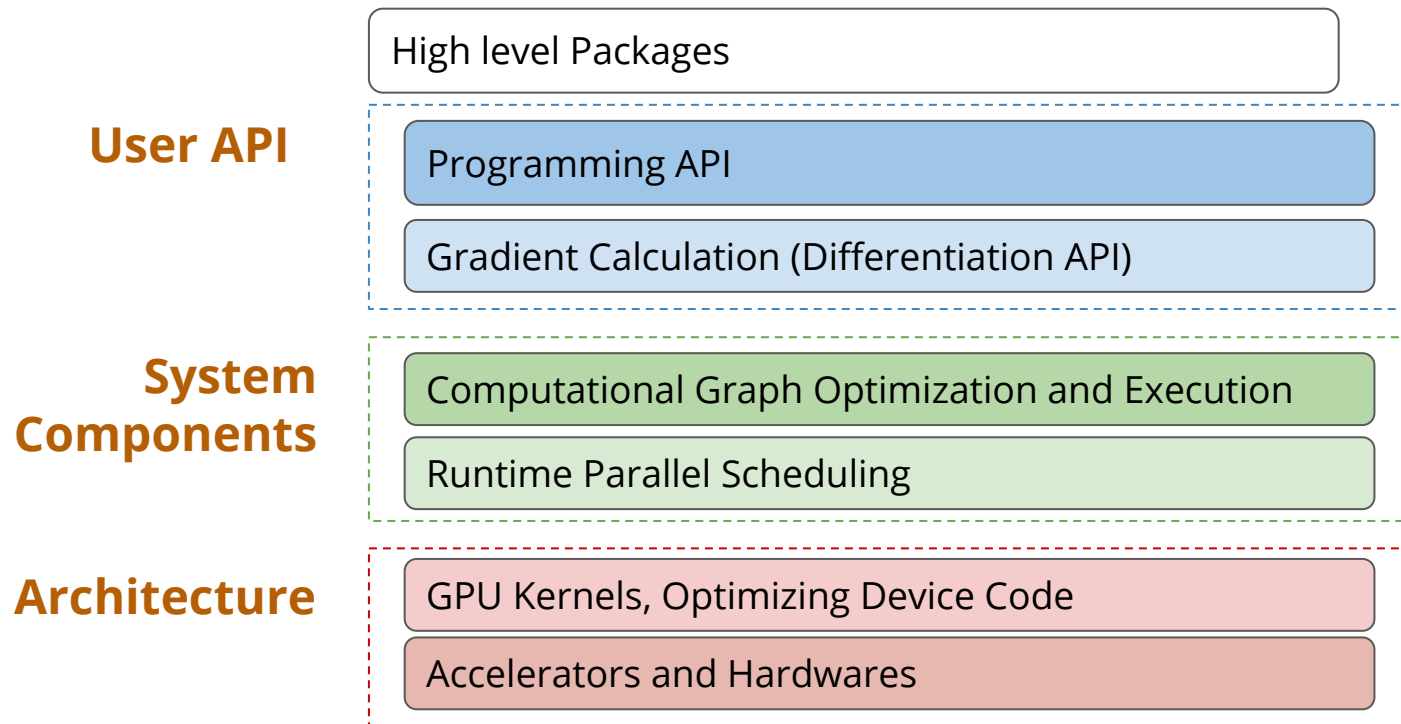 High level Packages
User API
Programming API
Gradient Calculation (Differentiation API)
System
Components
Computational Graph Optimization and Execution
Runtime Parallel Scheduling
Architecture
GPU Kernels, Optimizing Device Code
Accelerators and Hardwares